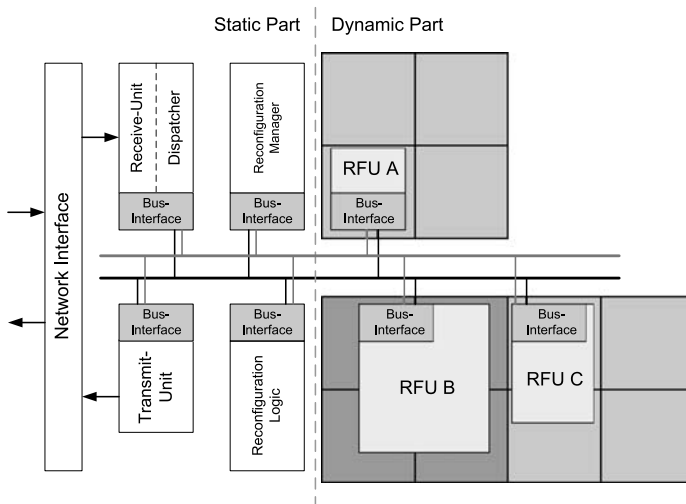 Static Part
Dynamic Part
Network Interface
Receive-Unit
Dispatcher
Bus-
Interface
Reconfiguration
Manager
Bus-
Interface
RFU A
Bus-
Interface
Bus-
Interface
Transmit-
Unit
Bus-
Interface
Reconfiguration
Logic
Bus-
Interface
RFU B
Bus-
Interface
RFU C